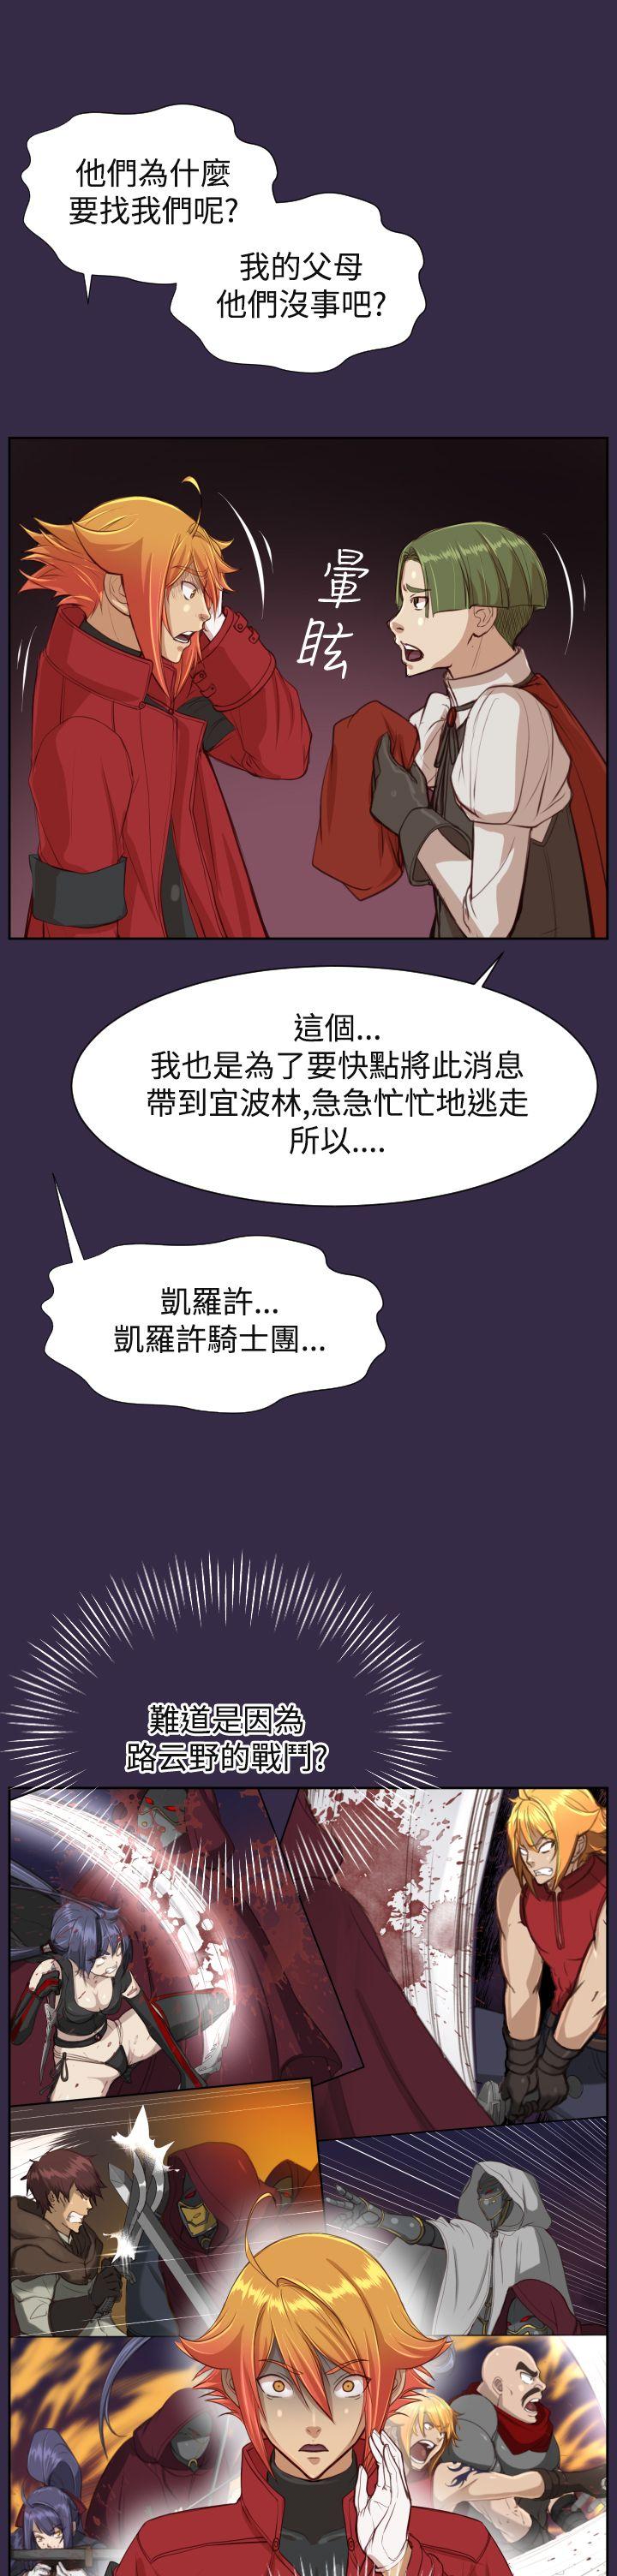 他們為什麼
要找我們呢?
我的父母
他們沒事吧?
暈
眩
這個...
我也是為了要快點將此消息
帶到宜波林,急急忙忙地逃走
所以....
凱羅許...
凱羅許騎士團...
難道是因為
路云野的戰鬥?